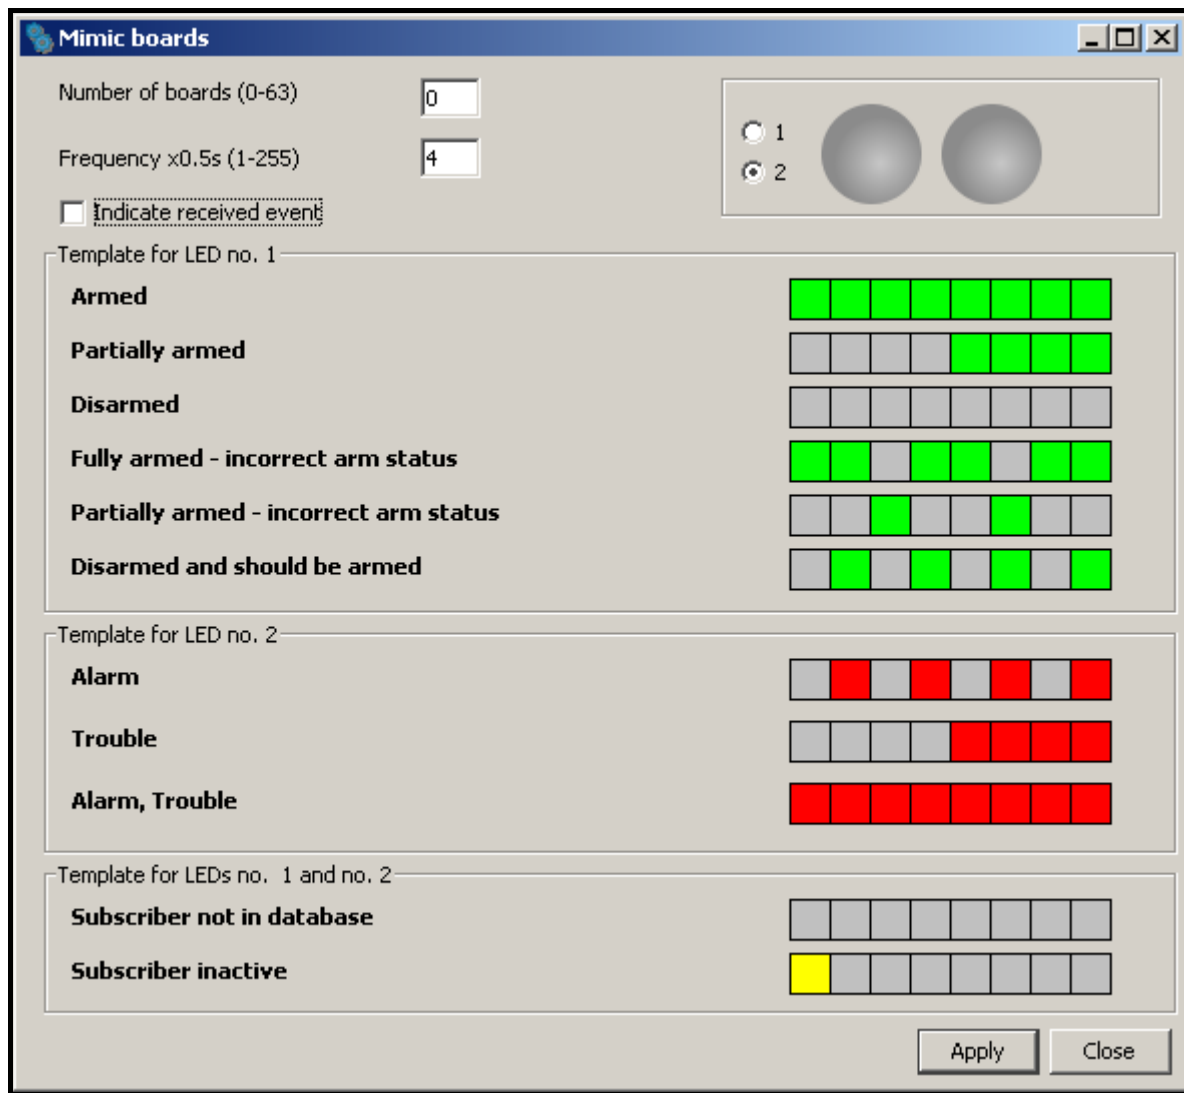 Mimic boards
Number of boards (0-63) 0
Frequency x0.5s (1-255) 4
Indicate received event
1
2
Template for LED no. 1
Armed
Partially armed
Disarmed
Fully armed - incorrect arm status
Partially armed - incorrect arm status
Disarmed and should be armed
Template for LED no. 2
Alarm
Trouble
Alarm, Trouble
Template for LEDs no. 1 and no. 2
Subscriber not in database
Subscriber inactive
Apply Close